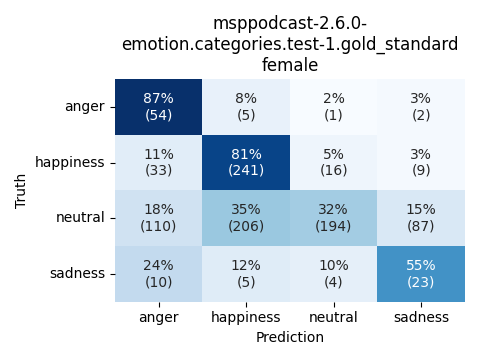 msppodcast-2.6.0-
emotion.categories.test-1.gold_standard
female
anger 87% 8% 2% 3%
(54) (5) (1) (2)
happiness 11% 81% 5% 3%
(33) (241) (16) (9)
neutral 18% 35% 32% 15%
(110) (206) (194) (87)
sadness 24% 12% 10% 55%
(10) (5) (4) (23)
Truth
anger happiness neutral sadness
Prediction